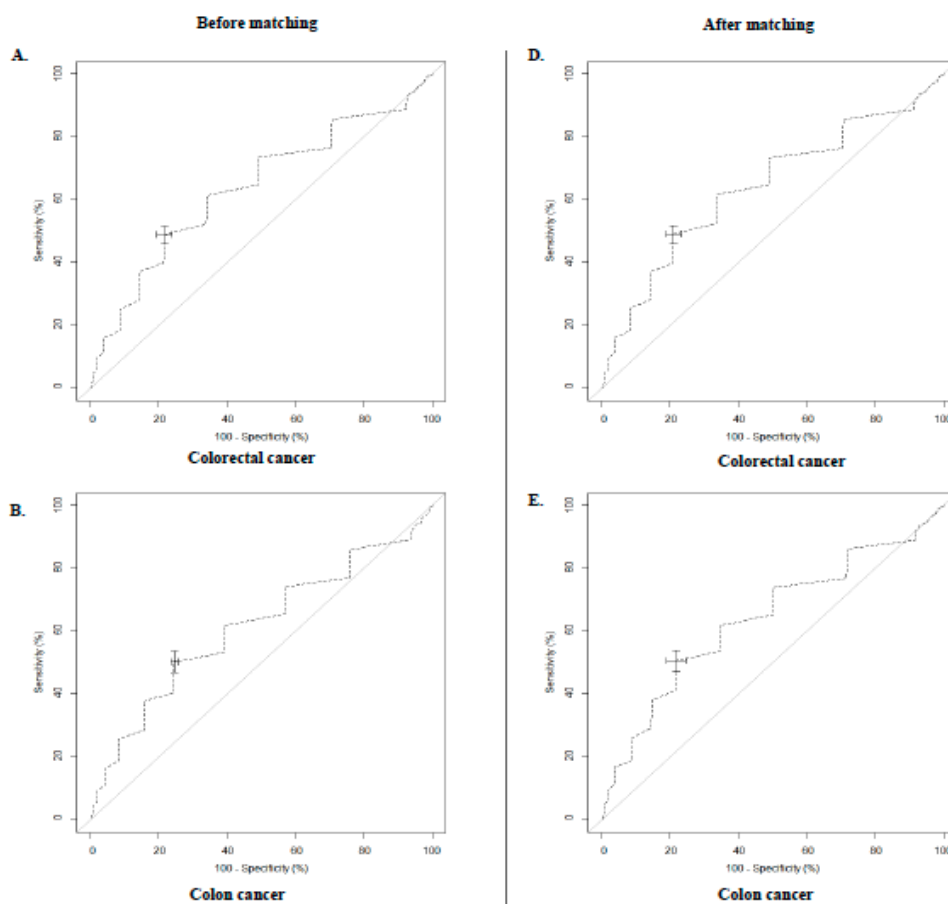 Before matching
After matching
A.
100
80
60
40
20
0
Sensitivity (%)
0 20 40 60 80 100
100 - Specificity (%)
Colorectal cancer
D.
100
80
60
40
20
0
Sensitivity (%)
0 20 40 60 80 100
100 - Specificity (%)
Colorectal cancer
B.
100
80
60
40
20
0
Sensitivity (%)
0 20 40 60 80 100
100 - Specificity (%)
Colon cancer
E.
100
80
60
40
20
0
Sensitivity (%)
0 20 40 60 80 100
100 - Specificity (%)
Colon cancer